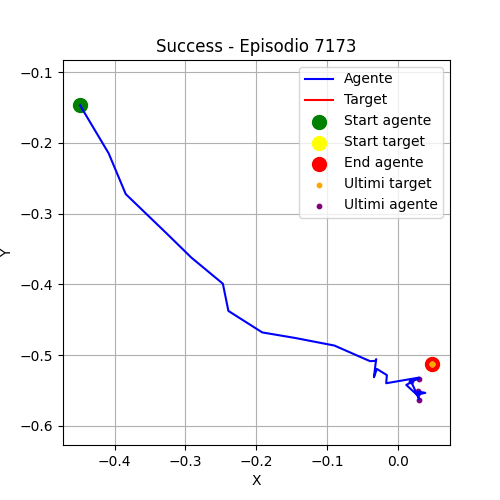 Success - Episodio 7173
Agente
Target
Start agente
Start target
End agente
Ultimi target
Ultimi agente
−0.1
−0.2
−0.3
−0.4
−0.5
−0.6
Y
−0.4
−0.3
−0.2
−0.1
0.0
X